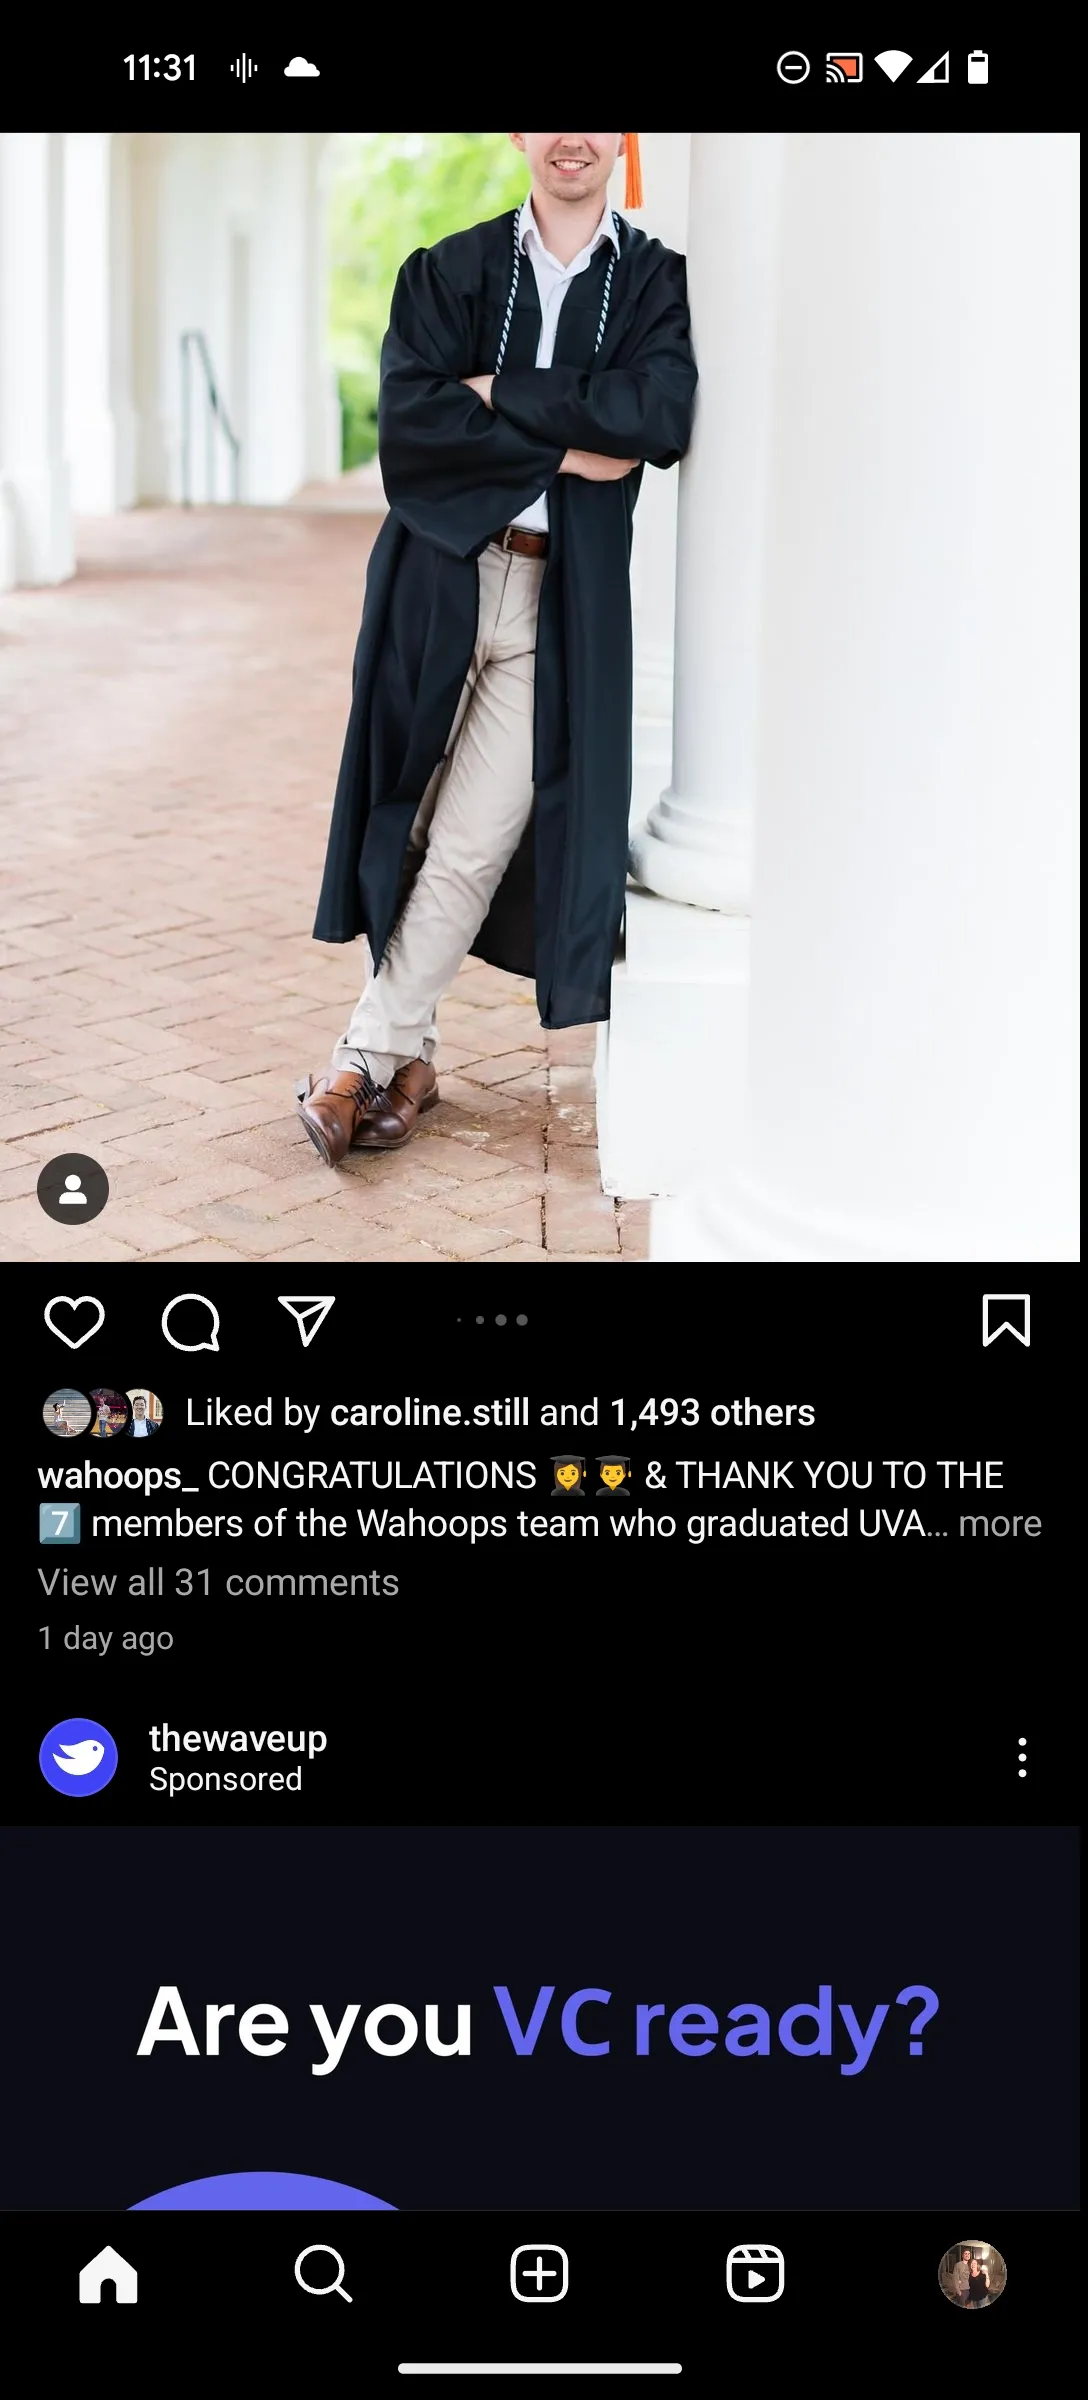 11:31
Liked by caroline.still and 1,493 others
wahoops_ CONGRATULATIONS 👩‍🎓👨‍🎓 & THANK YOU TO THE
7️⃣ members of the Wahoops team who graduated UVA... more
View all 31 comments
1 day ago
thewaveup
Sponsored
Are you VC ready?